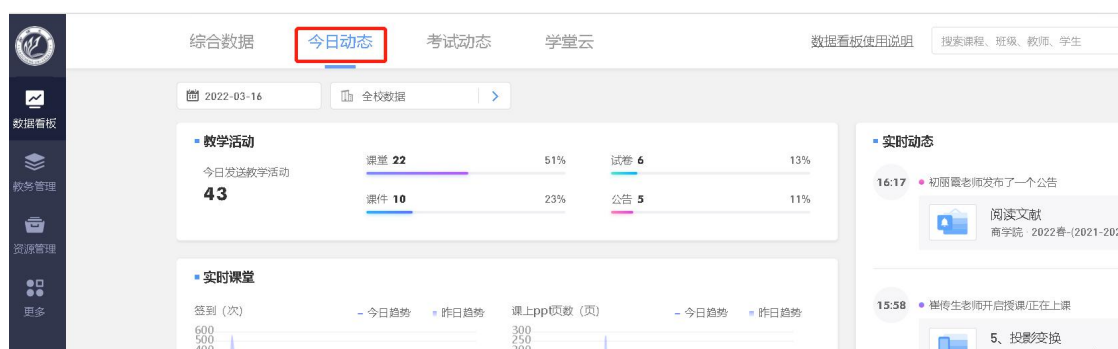 综合数据 今日动态 考试动态 学堂云 数据看板使用说明 搜索课程、班级、教师、学生
数据看板
教务管理
资源管理
更多
2022-03-16 全校数据
教学活动
今日发送教学活动
43
课堂 22 51% 试卷 6 13%
课件 10 23% 公告 5 11%
实时课堂
签到（次） 今日趋势 昨日趋势 课上ppt页数（页） 今日趋势 昨日趋势
600 300
500 250
400 200
实时动态
16:17 初丽霞老师发布了一个公告
阅读文献
商学院 2022春-(2021-202
15:58 崔传生老师开启授课/正在上课
5、投影变换